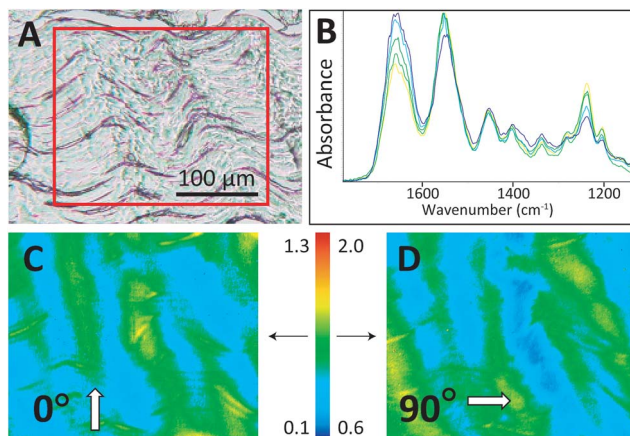 A
100 µm
B
Absorbance
1600
1400
1200
Wavenumber (cm⁻¹)
C
0°
1.3
2.0
0.1
0.6
D
90°